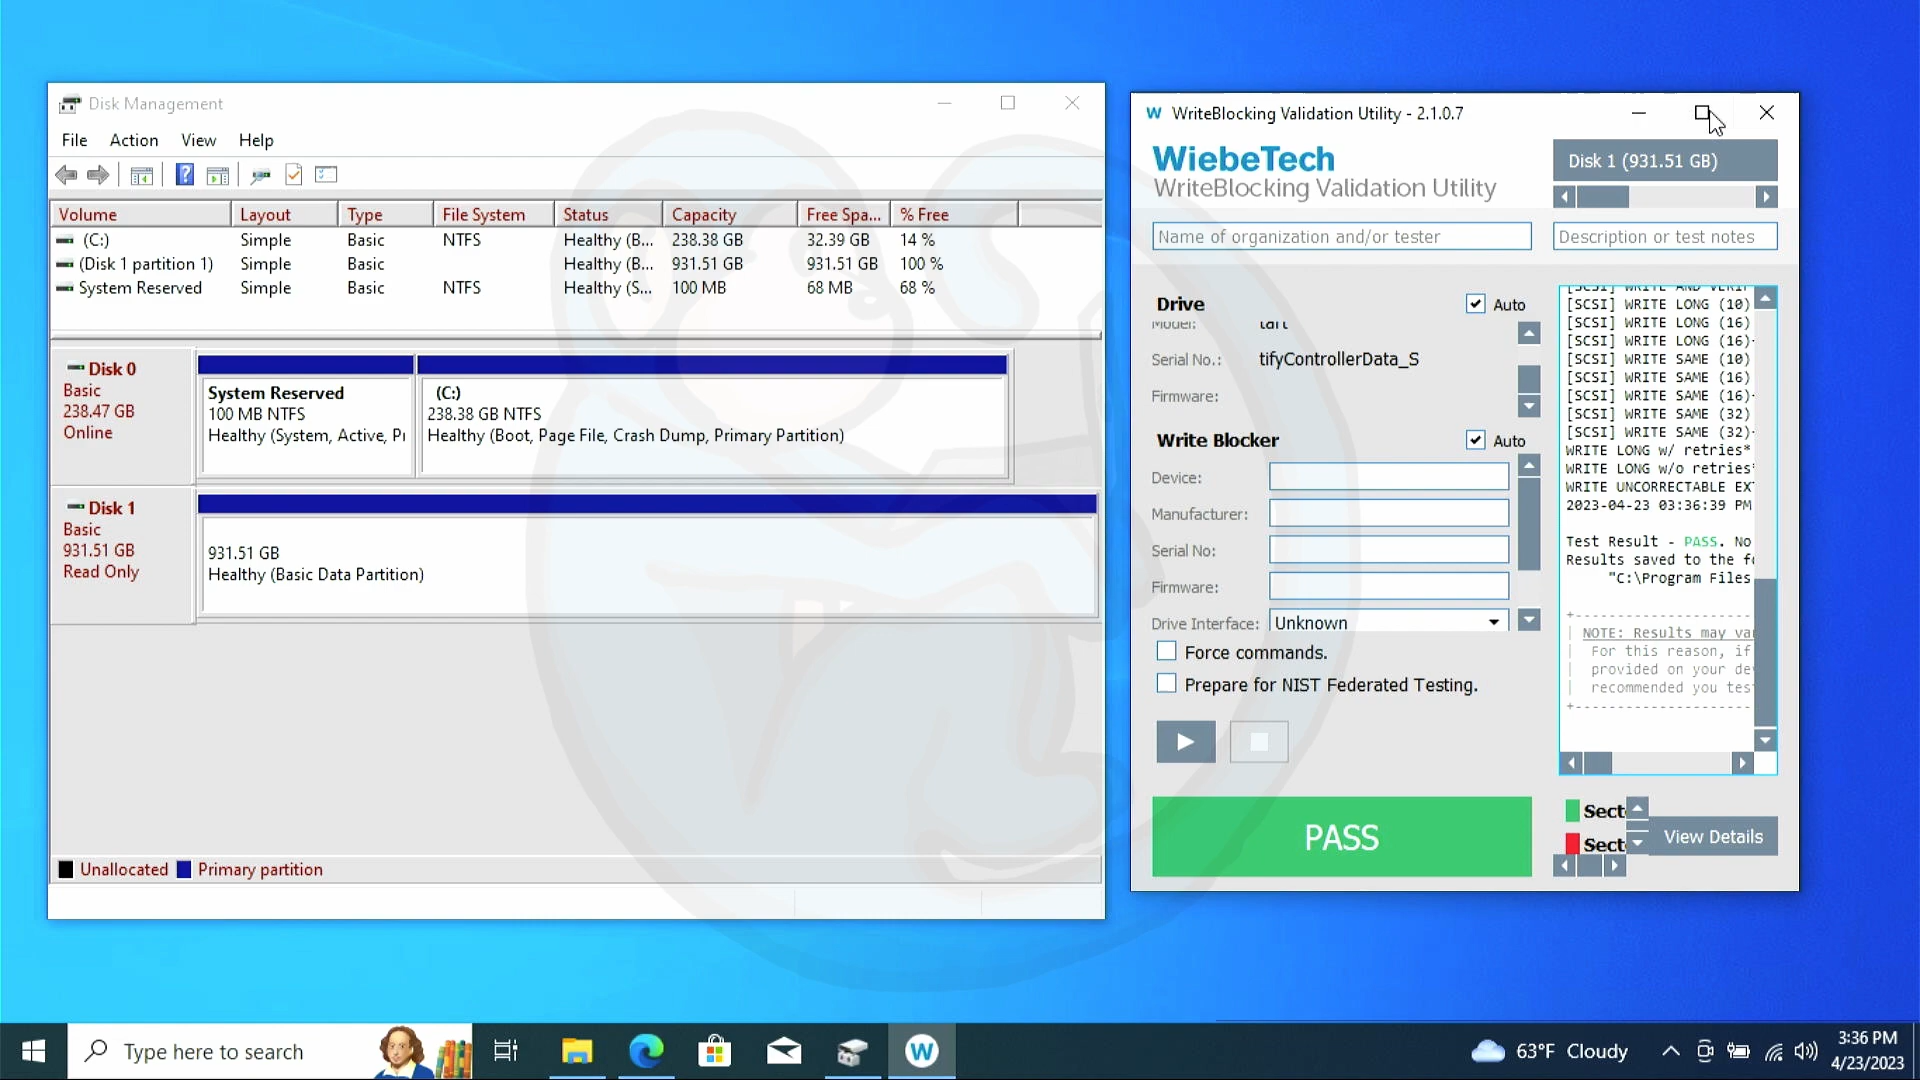 Disk Management
File Action View Help
Volume Layout Type File System Status Capacity Free Spa... % Free
(C:) Simple Basic NTFS Healthy (B... 238.38 GB 32.39 GB 14 %
(Disk 1 partition 1) Simple Basic Healthy (B... 931.51 GB 931.51 GB 100 %
System Reserved Simple Basic NTFS Healthy (S... 100 MB 68 MB 68 %
Disk 0
Basic
238.47 GB
Online
System Reserved
100 MB NTFS
Healthy (System, Active, Pr
(C:)
238.38 GB NTFS
Healthy (Boot, Page File, Crash Dump, Primary Partition)
Disk 1
Basic
931.51 GB
Read Only
931.51 GB
Healthy (Basic Data Partition)
Unallocated Primary partition
W WriteBlocking Validation Utility - 2.1.0.7
WiebeTech
WriteBlocking Validation Utility
Disk 1 (931.51 GB)
Name of organization and/or tester
Description or test notes
Drive Auto
Model: tart
Serial No.: tifyControllerData_S
Firmware:
Write Blocker Auto
Device:
Manufacturer:
Serial No:
Firmware:
Drive Interface: Unknown
Force commands.
Prepare for NIST Federated Testing.
PASS
[SCSI] WRITE AND VERIF
[SCSI] WRITE LONG (10)
[SCSI] WRITE LONG (16)
[SCSI] WRITE LONG (16)
[SCSI] WRITE SAME (10)
[SCSI] WRITE SAME (16)
[SCSI] WRITE SAME (16)
[SCSI] WRITE SAME (32)
[SCSI] WRITE SAME (32)
WRITE LONG w/ retries*
WRITE LONG w/o retries*
WRITE UNCORRECTABLE EX
2023-04-23 03:36:39 PM
Test Result - PASS. No
Results saved to the fo
"C:\Program Files
NOTE: Results may va
For this reason, if
provided on your de
recommended you tes
Sect
Sect
View Details
Type here to search
W
63°F Cloudy
3:36 PM
4/23/2023